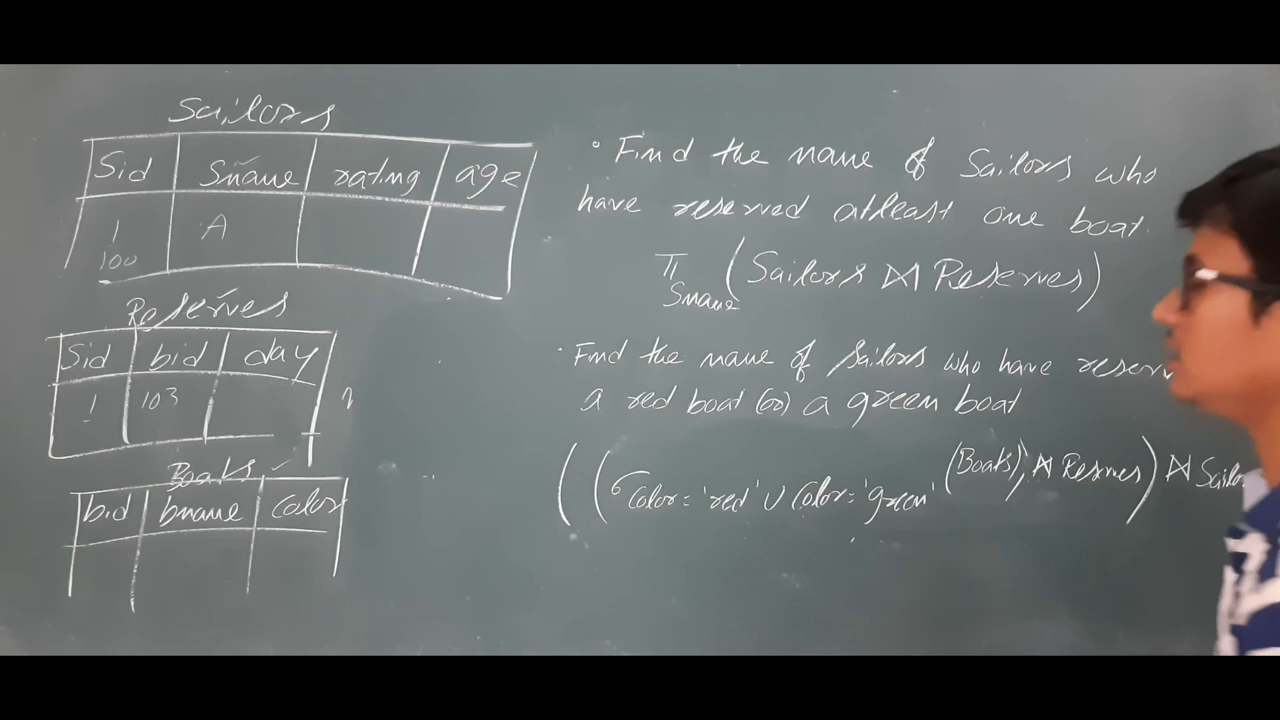 Sailors
Sid Sname rating age
1 A
100
Reserves
Sid bid day
1 103
Boats
bid bname Color
• Find the name of Sailors who
have reserved atleast one boat.
π Sname (Sailors ⋈ Reserves)
• Find the name of Sailors who have reserv
a red boat (or) a green boat
((σ Color = 'red' ∪ Color = 'green' (Boats) ⋈ Reserves) ⋈ Sailo